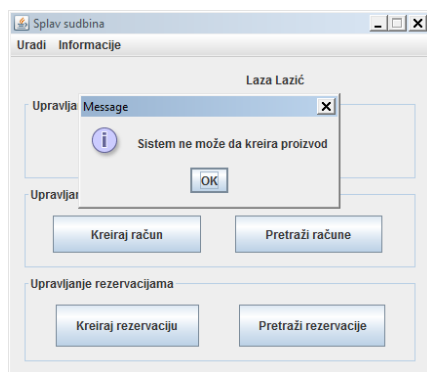 Splav sudbina
Uradi Informacije
Laza Lazić
Upravlja
Message
Sistem ne može da kreira proizvod
OK
Upravljan
Kreiraj račun
Pretraži račune
Upravljanje rezervacijama
Kreiraj rezervaciju
Pretraži rezervacije